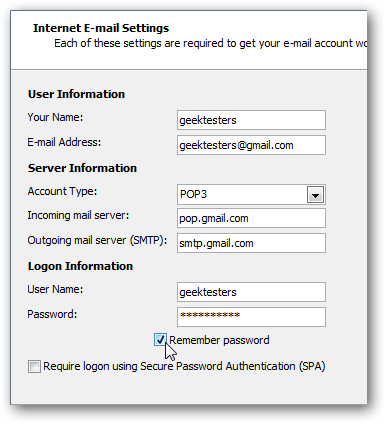 Internet E-mail Settings
Each of these settings are required to get your e-mail account
User Information
Your Name:
geektesters
E-mail Address:
geektesters@gmail.com
Server Information
Account Type:
POP3
Incoming mail server:
pop.gmail.com
Outgoing mail server (SMTP):
smtp.gmail.com
Logon Information
User Name:
geektesters
Password:
**********
Remember password
Require logon using Secure Password Authentication (SPA)